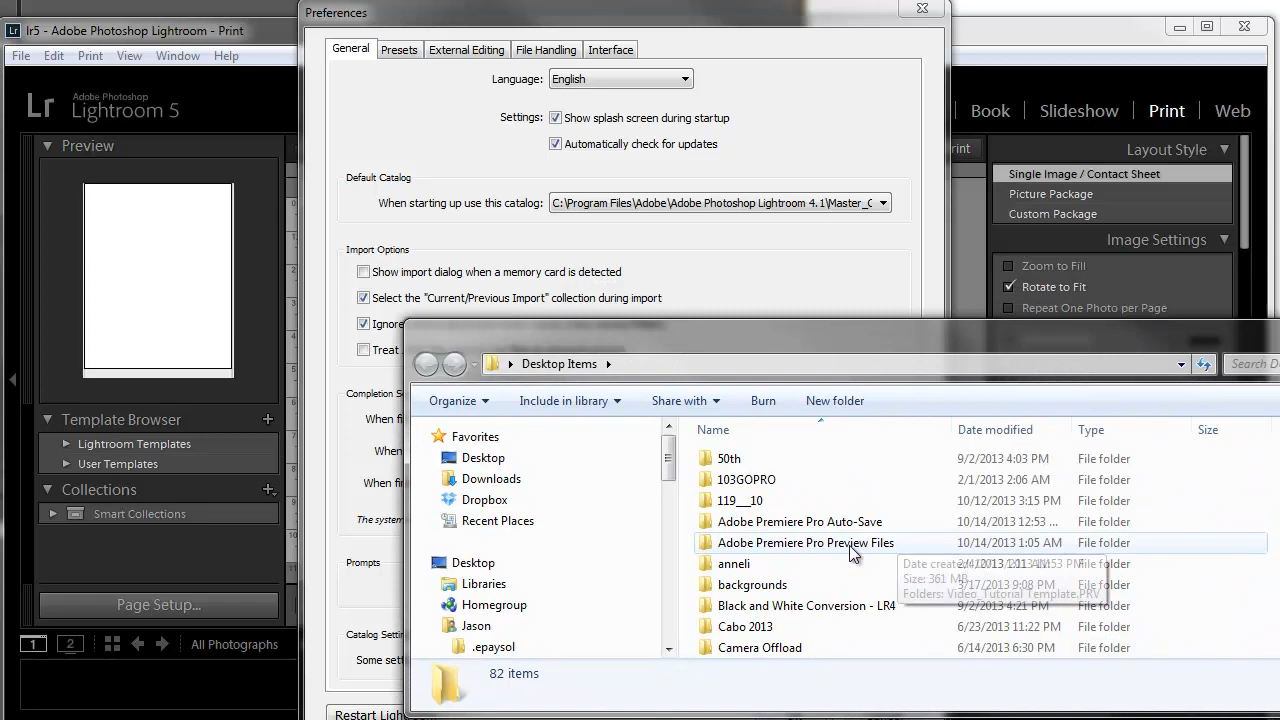 Preferences
Lr lr5 - Adobe Photoshop Lightroom - Print
File Edit Print View Window Help
General Presets External Editing File Handling Interface
Lr Adobe Photoshop
Lightroom 5
Book Slideshow Print Web
Language: English
Settings: Show splash screen during startup
Automatically check for updates
Default Catalog
When starting up use this catalog: C:\Program Files\Adobe\Adobe Photoshop Lightroom 4.1\Master_C
Import Options
Show import dialog when a memory card is detected
Select the "Current/Previous Import" collection during import
Ignore
Treat
Completion S
When fi
When
When fi
The system
Prompts
Catalog Settin
Some sett
Restart Ligh
Preview
Template Browser +
Lightroom Templates
User Templates
Collections +
Smart Collections
Page Setup...
1 2 All Photographs
Print
Layout Style
Single Image / Contact Sheet
Picture Package
Custom Package
Image Settings
Zoom to Fill
Rotate to Fit
Repeat One Photo per Page
Desktop Items
Search D
Organize Include in library Share with Burn New folder
Name Date modified Type Size
Favorites
Desktop
Downloads
Dropbox
Recent Places
Desktop
Libraries
Homegroup
Jason
.epaysol
50th 9/2/2013 4:03 PM File folder
103GOPRO 2/1/2013 2:06 AM File folder
119___10 10/12/2013 3:15 PM File folder
Adobe Premiere Pro Auto-Save 10/14/2013 12:53 ... File folder
Adobe Premiere Pro Preview Files 10/14/2013 1:05 AM File folder
anneli File folder
backgrounds 9:08 PM File folder
Black and White Conversion - LR4 9/2/2013 4:21 PM File folder
Cabo 2013 6/23/2013 11:22 PM File folder
Camera Offload 6/14/2013 6:30 PM File folder
Size: 361 MB
Folders: Video_Tutorial Template.PRV
82 items